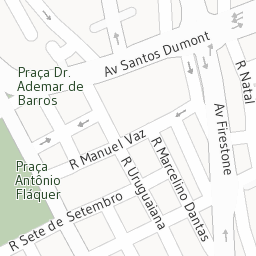 Av Santos Dumont
R Natal
Praça Dr.
Ademar de
Barros
Av Firestone
R Manuel Vaz
R Marcelino Dantas
R Uruguaiana
Praça
Antônio
Fláquer
R Sete de Setembro